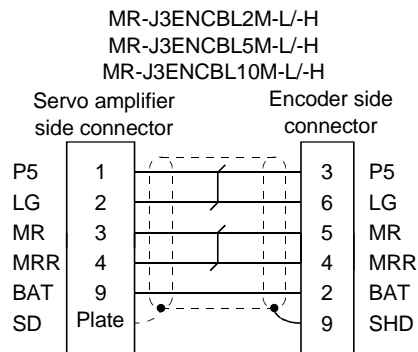 MR-J3ENCBL2M-L/-H
MR-J3ENCBL5M-L/-H
MR-J3ENCBL10M-L/-H
Servo amplifier side connector
Encoder side connector
P5 1 3 P5
LG 2 6 LG
MR 3 5 MR
MRR 4 4 MRR
BAT 9 2 BAT
SD Plate 9 SHD